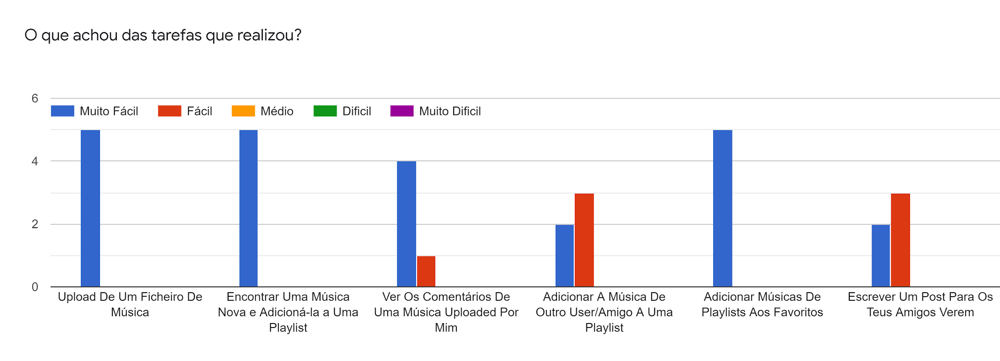 O que achou das tarefas que realizou?
6
Muito Fácil Fácil Médio Dificil Muito Dificil
4
2
0
Upload De Um Ficheiro De
Música
Encontrar Uma Música
Nova e Adicioná-la a Uma
Playlist
Ver Os Comentários De
Uma Música Uploaded Por
Mim
Adicionar A Música De
Outro User/Amigo A Uma
Playlist
Adicionar Músicas De
Playlists Aos Favoritos
Escrever Um Post Para Os
Teus Amigos Verem